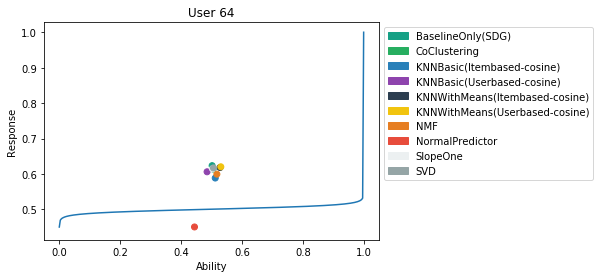 User 64
Response
1.0
0.9
0.8
0.7
0.6
0.5
0.0
0.2
0.4
0.6
0.8
1.0
Ability
BaselineOnly(SDG)
CoClustering
KNNBasic(Itembased-cosine)
KNNBasic(Userbased-cosine)
KNNWithMeans(Itembased-cosine)
KNNWithMeans(Userbased-cosine)
NMF
NormalPredictor
SlopeOne
SVD